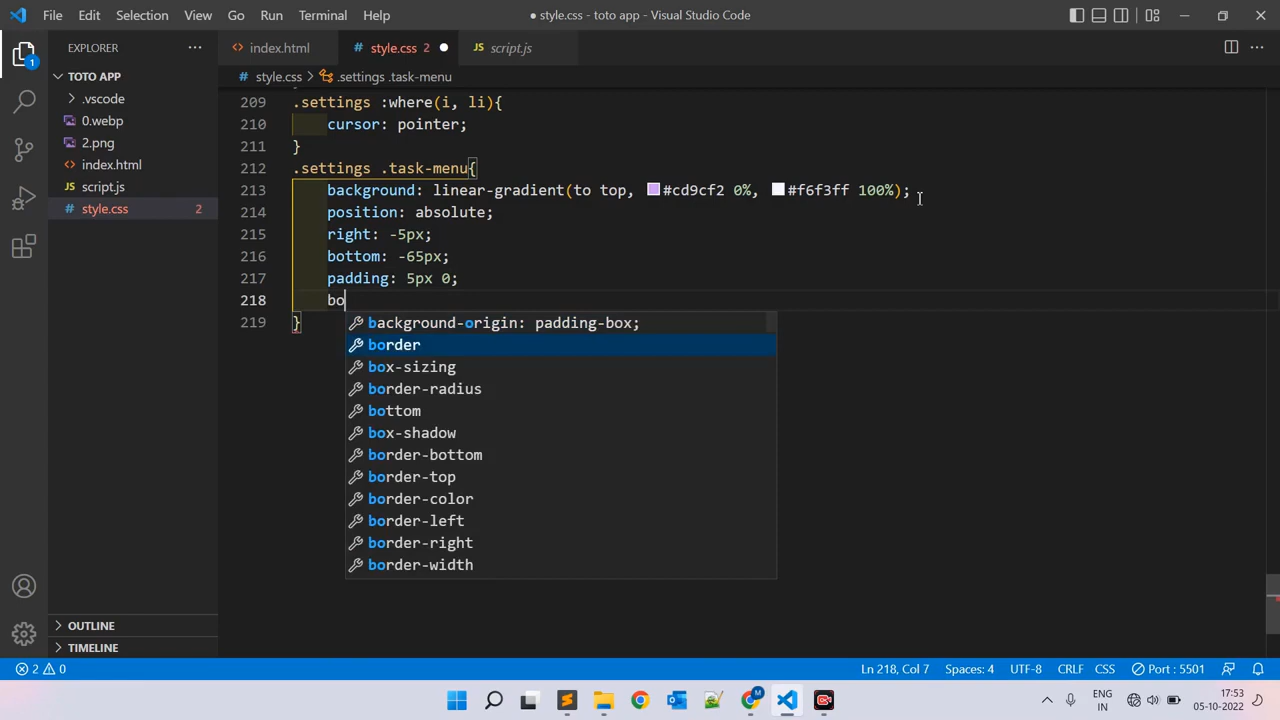 File Edit Selection View Go Run Terminal Help
● style.css - toto app - Visual Studio Code
EXPLORER
TOTO APP
.vscode
0.webp
2.png
index.html
script.js
style.css 2
1
index.html
# style.css 2 ●
script.js
# style.css > .settings .task-menu
209 .settings :where(i, li){
210 cursor: pointer;
211 }
212 .settings .task-menu{
213 background: linear-gradient(to top, #cd9cf2 0%, #f6f3ff 100%);
214 position: absolute;
215 right: -5px;
216 bottom: -65px;
217 padding: 5px 0;
218 bo
219 }
background-origin: padding-box;
border
box-sizing
border-radius
bottom
box-shadow
border-bottom
border-top
border-color
border-left
border-right
border-width
OUTLINE
TIMELINE
2 0
Ln 218, Col 7 Spaces: 4 UTF-8 CRLF CSS Port : 5501
M
ENG
IN
17:53
05-10-2022